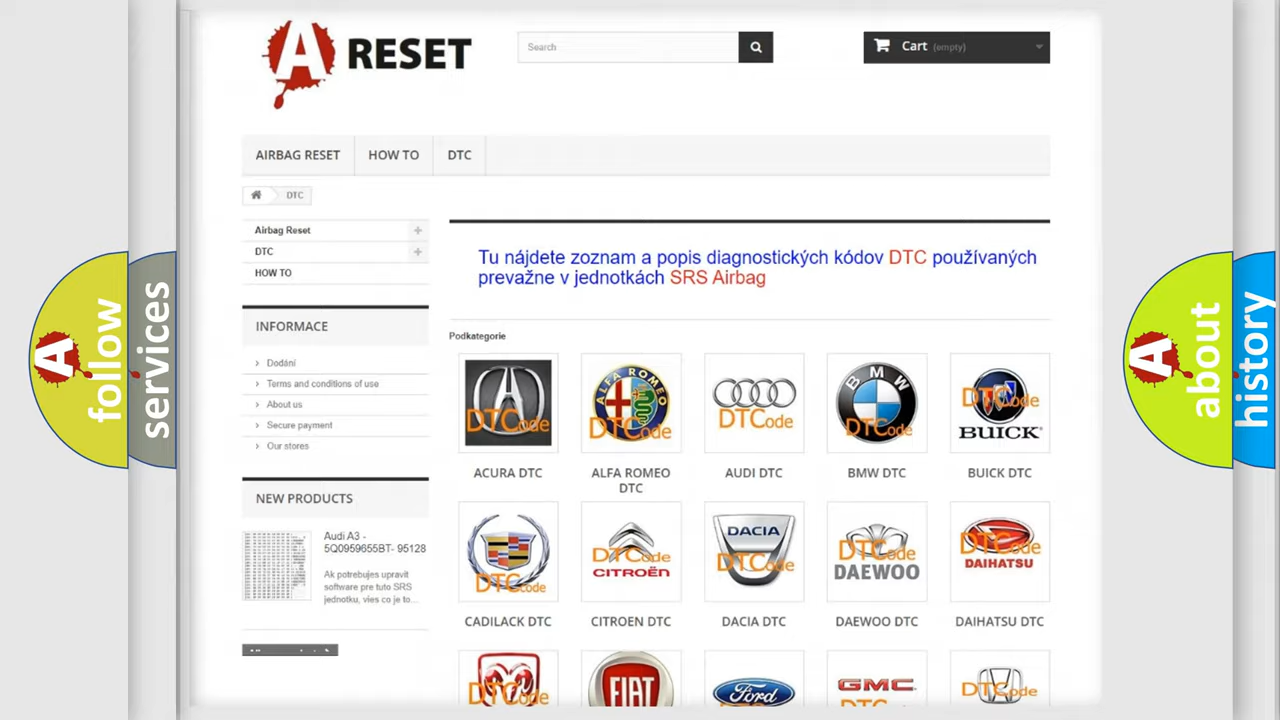 A RESET
Search
Cart (empty)
AIRBAG RESET
HOW TO
DTC
DTC
Airbag Reset
DTC
HOW TO
INFORMACE
Dodání
Terms and conditions of use
About us
Secure payment
Our stores
NEW PRODUCTS
Audi A3 -
5Q0959655BT- 95128
Ak potrebujes upravit
software pre tuto SRS
jednotku, vies co je to...
Tu nájdete zoznam a popis diagnostických kódov DTC používaných
prevažne v jednotkách SRS Airbag
Podkategorie
DTCode
ALFA ROMEO
DTCode
DTCode
BMW
DTCode
DTCode
BUICK
ACURA DTC
ALFA ROMEO
DTC
AUDI DTC
BMW DTC
BUICK DTC
DTCode
DTCode
CITROËN
DACIA
DTCode
DTCode
DAEWOO
DTCode
DAIHATSU
CADILACK DTC
CITROEN DTC
DACIA DTC
DAEWOO DTC
DAIHATSU DTC
DTCode
FIAT
Ford
GMC
DTCode
A follow
services
A about
history